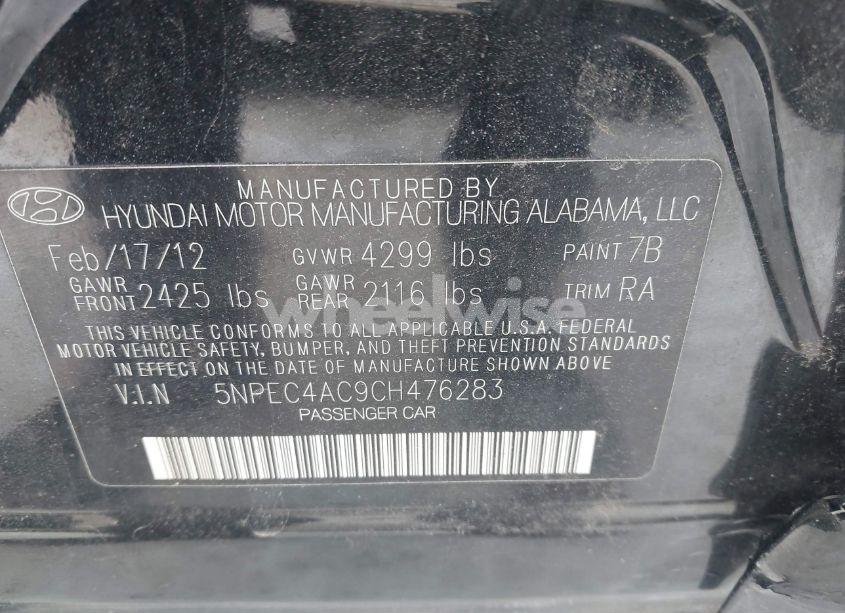 MANUFACTURED BY
HYUNDAI MOTOR MANUFACTURING ALABAMA, LLC
Feb/17/12 GVWR 4299 lbs PAINT 7B
GAWR FRONT 2425 lbs GAWR REAR 2116 lbs TRIM RA
wheelwise
THIS VEHICLE CONFORMS TO ALL APPLICABLE U.S.A. FEDERAL
MOTOR VEHICLE SAFETY, BUMPER, AND THEFT PREVENTION STANDARDS
IN EFFECT ON THE DATE OF MANUFACTURE SHOWN ABOVE
V.I.N 5NPEC4AC9CH476283
PASSENGER CAR